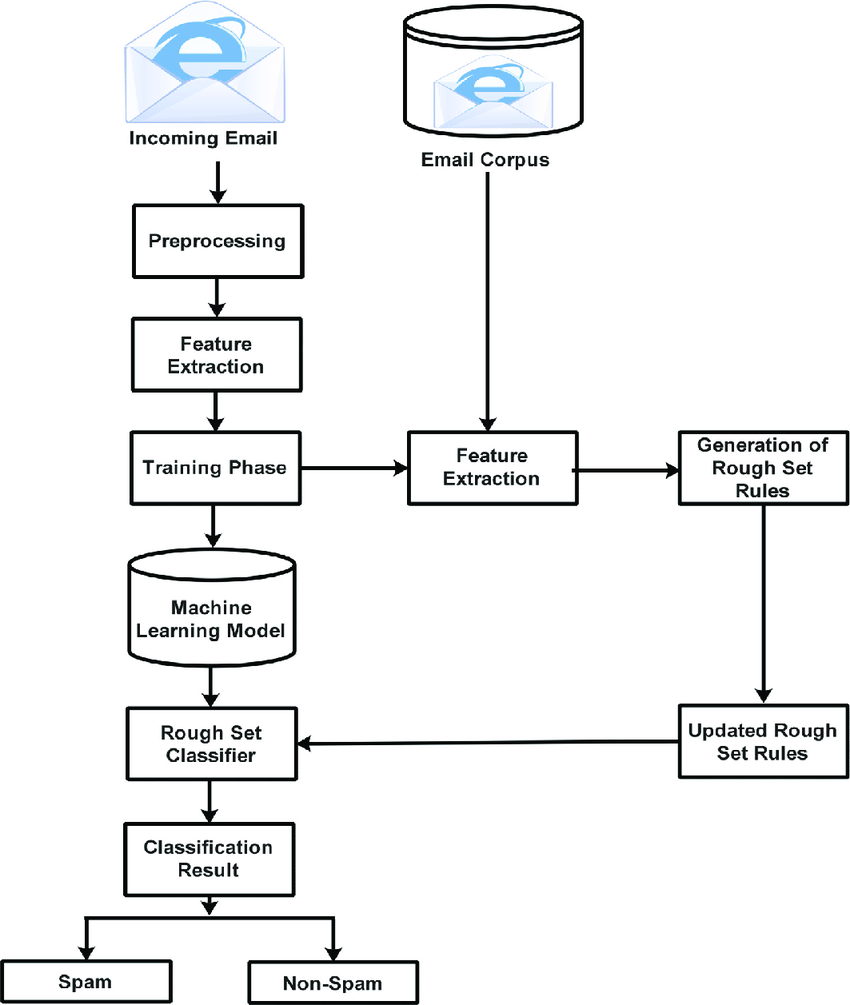 Incoming Email
Email Corpus
Preprocessing
Feature
Extraction
Training Phase
Feature
Extraction
Generation of
Rough Set
Rules
Machine
Learning Model
Rough Set
Classifier
Updated Rough
Set Rules
Classification
Result
Spam
Non-Spam